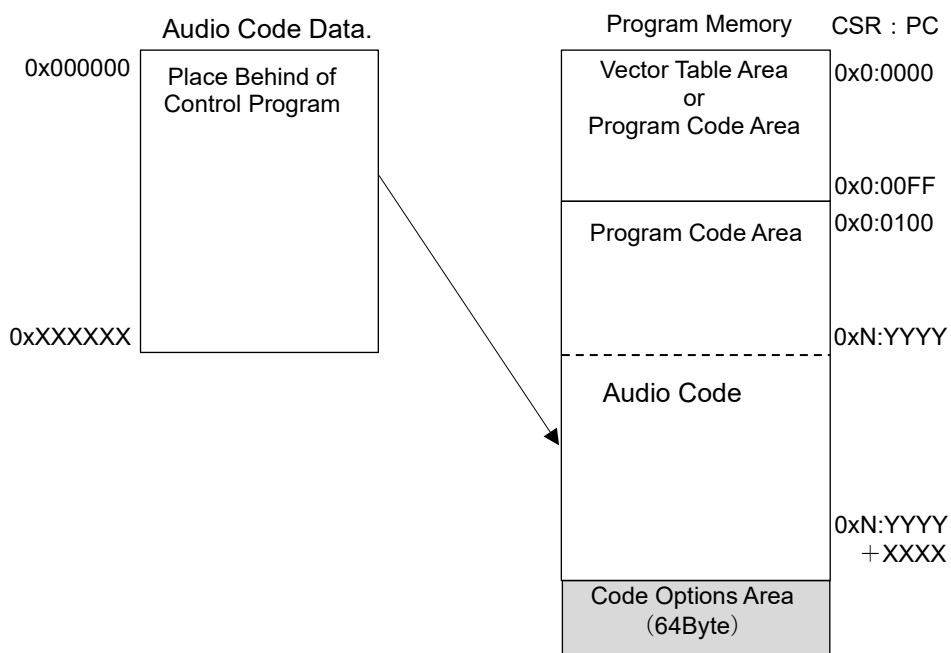 Audio Code Data.
0x000000
Place Behind of
Control Program
0xXXXXXX
Program Memory
CSR : PC
Vector Table Area
or
Program Code Area
0x0:0000
0x0:00FF
Program Code Area
0x0:0100
0xN:YYYY
Audio Code
0xN:YYYY
＋XXXX
Code Options Area
（64Byte）